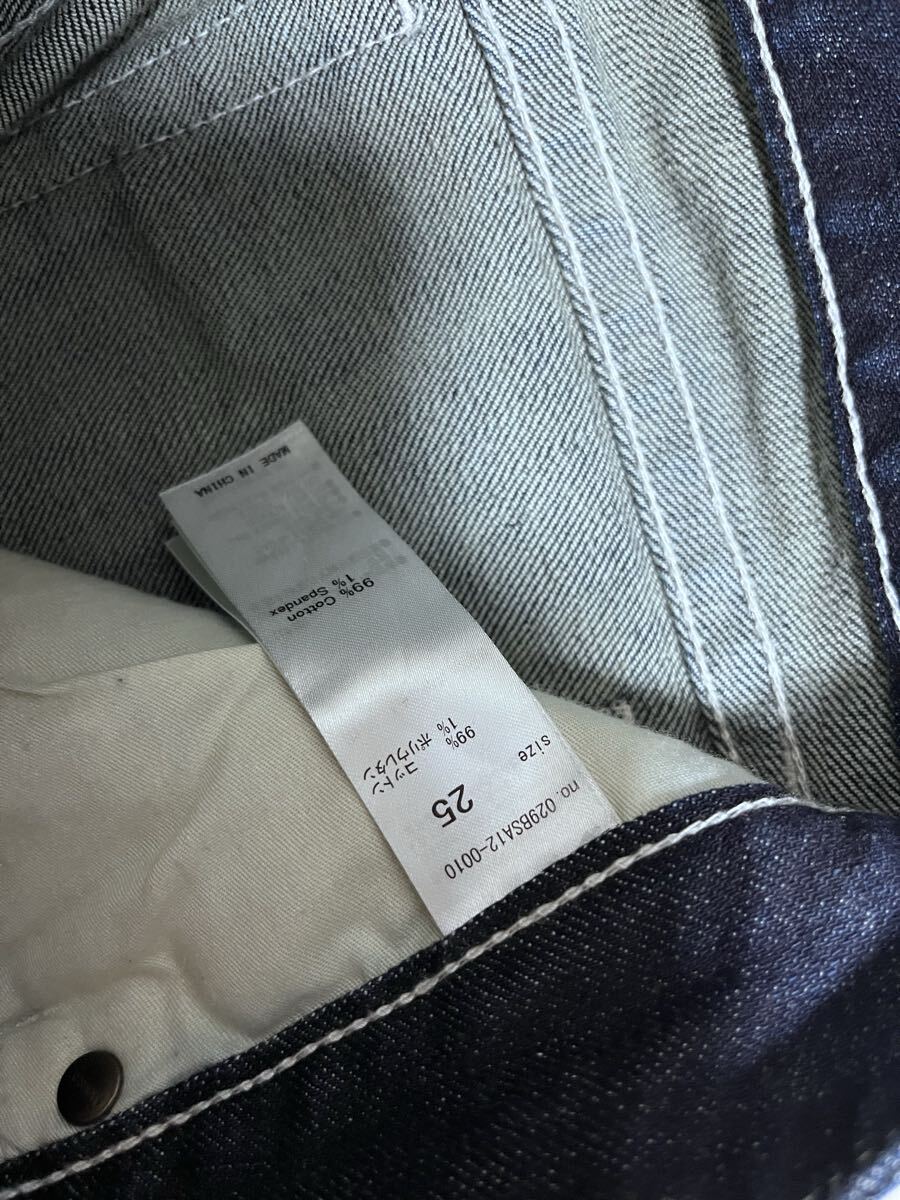 no. 029BSA12-0010
size 25
99% コットン
1% ポリウレタン
99% Cotton
1% Spandex
MADE IN CHINA